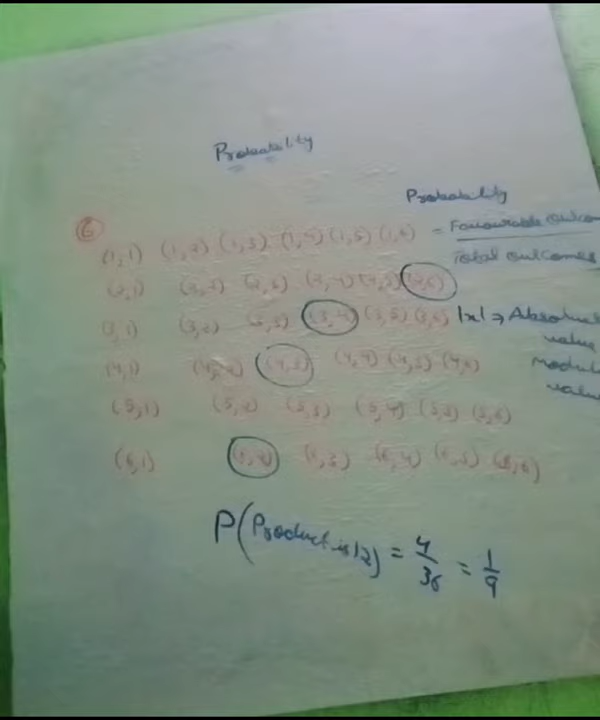 Probability
Probability
= Favourable outcom
Total outcomes
6
(1,1) (1,2) (1,3) (1,4) (1,5) (1,6)
(2,1) (2,2) (2,3) (2,4) (2,5) (2,6)
(3,1) (3,2) (3,3) (3,4) (3,5) (3,6) |x| ⇒ Absolut
value
(4,1) (4,2) (4,3) (4,4) (4,5) (4,6) modul
value
(5,1) (5,2) (5,3) (5,4) (5,5) (5,6)
(6,1) (6,2) (6,3) (6,4) (6,5) (6,6)
P(Product is 12) = 4/36 = 1/9